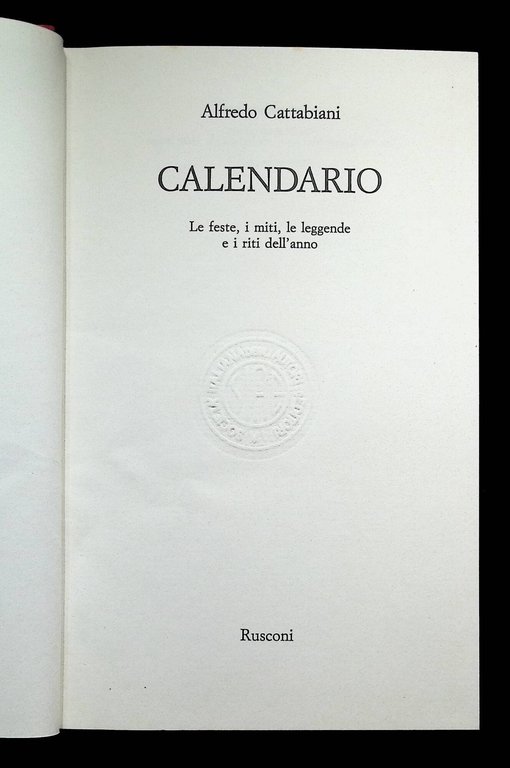 Alfredo Cattabiani
CALENDARIO
Le feste, i miti, le leggende
e i riti dell'anno
Rusconi